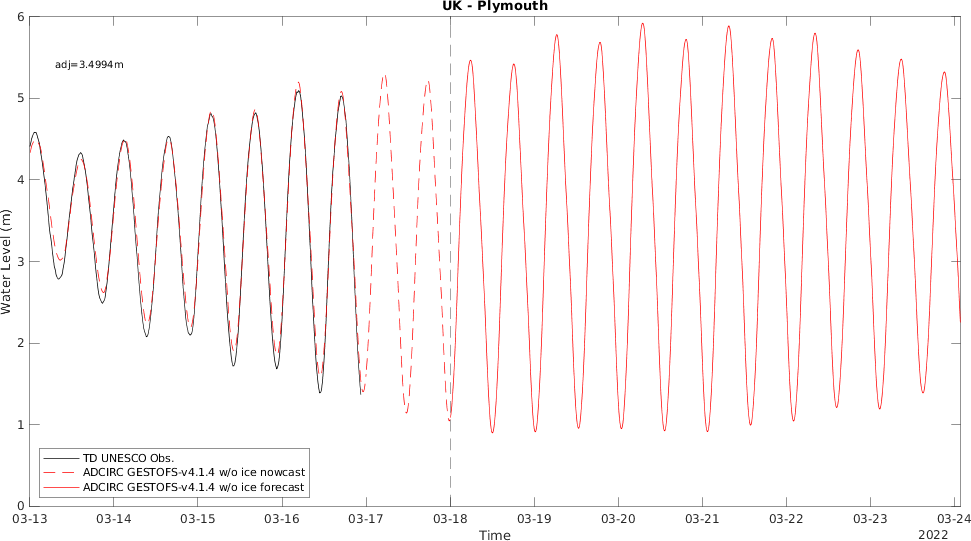 UK - Plymouth
adj=3.4994m
6
5
4
3
2
1
0
Water Level (m)
TD UNESCO Obs.
ADCIRC GESTOFS-v4.1.4 w/o ice nowcast
ADCIRC GESTOFS-v4.1.4 w/o ice forecast
03-13 03-14 03-15 03-16 03-17 03-18 03-19 03-20 03-21 03-22 03-23 03-24
Time
2022